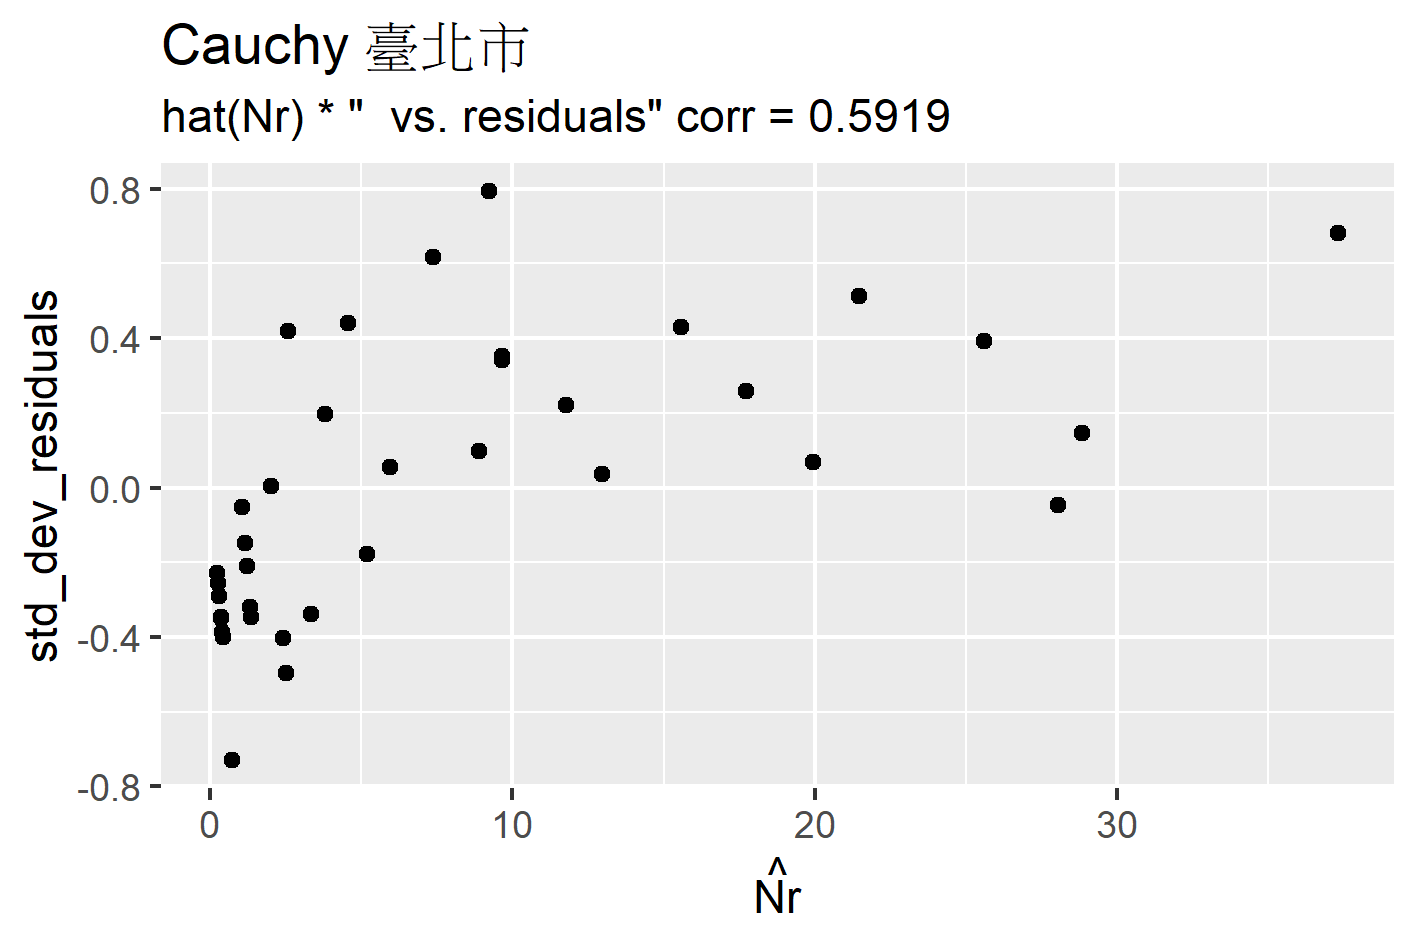 Cauchy 臺北市
hat(Nr) * "  vs. residuals" corr = 0.5919
std_dev_residuals
0.8
0.4
0.0
-0.4
-0.8
0
10
20
30
N̂r